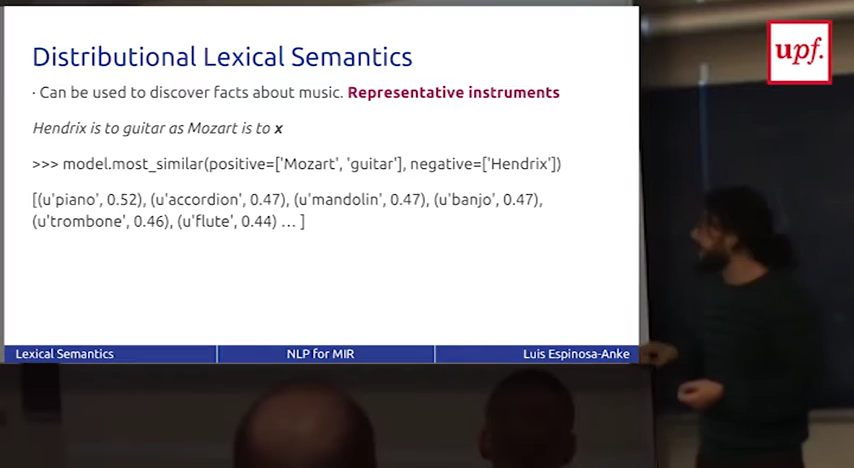 Distributional Lexical Semantics
· Can be used to discover facts about music. Representative instruments
Hendrix is to guitar as Mozart is to x
>>> model.most_similar(positive=['Mozart', 'guitar'], negative=['Hendrix'])
[(u'piano', 0.52), (u'accordion', 0.47), (u'mandolin', 0.47), (u'banjo', 0.47),
(u'trombone', 0.46), (u'flute', 0.44) … ]
Lexical Semantics
NLP for MIR
Luis Espinosa-Anke
upf.